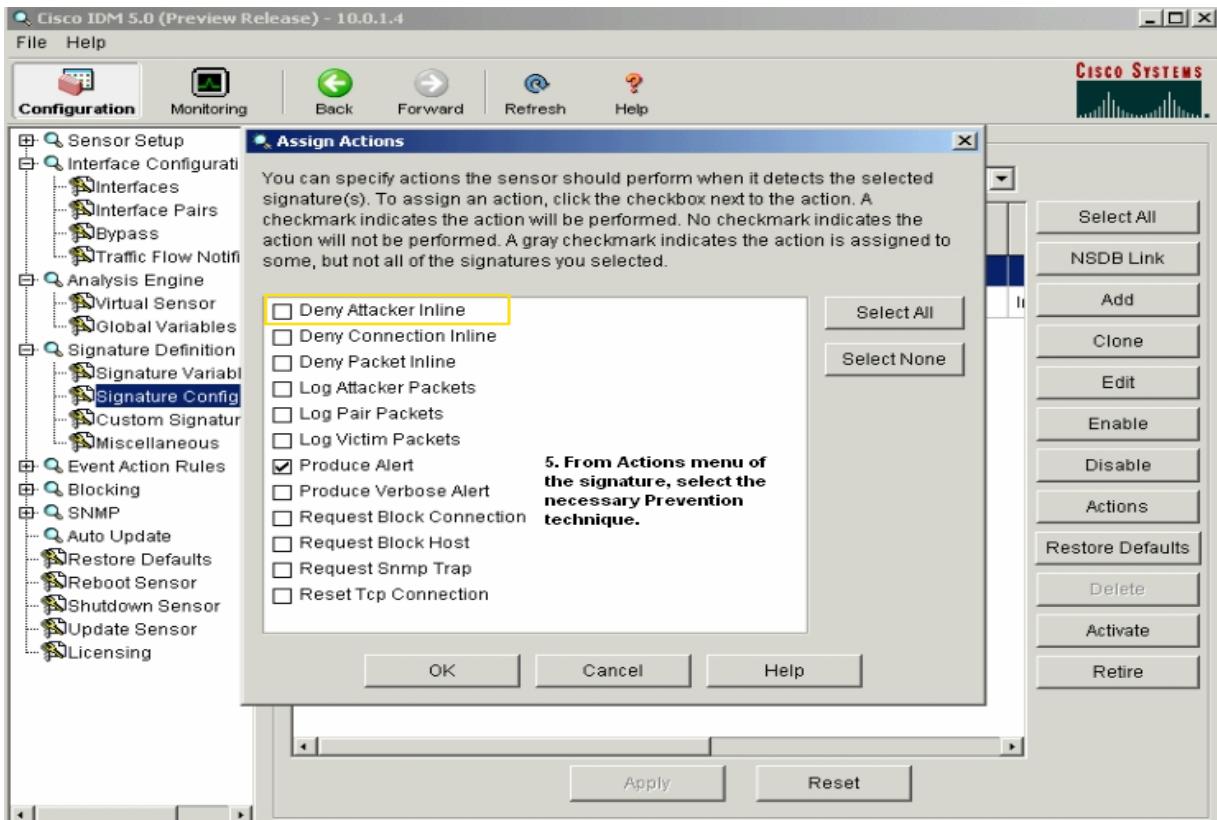 Cisco IDM 5.0 (Preview Release) - 10.0.1.4
File Help
Configuration Monitoring Back Forward Refresh Help
CISCO SYSTEMS
Sensor Setup
Interface Configurati
Interfaces
Interface Pairs
Bypass
Traffic Flow Notifi
Analysis Engine
Virtual Sensor
Global Variables
Signature Definition
Signature Variabl
Signature Config
Custom Signatur
Miscellaneous
Event Action Rules
Blocking
SNMP
Auto Update
Restore Defaults
Reboot Sensor
Shutdown Sensor
Update Sensor
Licensing
Assign Actions
You can specify actions the sensor should perform when it detects the selected
signature(s). To assign an action, click the checkbox next to the action. A
checkmark indicates the action will be performed. No checkmark indicates the
action will not be performed. A gray checkmark indicates the action is assigned to
some, but not all of the signatures you selected.
Deny Attacker Inline
Deny Connection Inline
Deny Packet Inline
Log Attacker Packets
Log Pair Packets
Log Victim Packets
Produce Alert
Produce Verbose Alert
Request Block Connection
Request Block Host
Request Snmp Trap
Reset Tcp Connection
5. From Actions menu of
the signature, select the
necessary Prevention
technique.
Select All
Select None
OK Cancel Help
Select All
NSDB Link
Add
Clone
Edit
Enable
Disable
Actions
Restore Defaults
Delete
Activate
Retire
Apply Reset